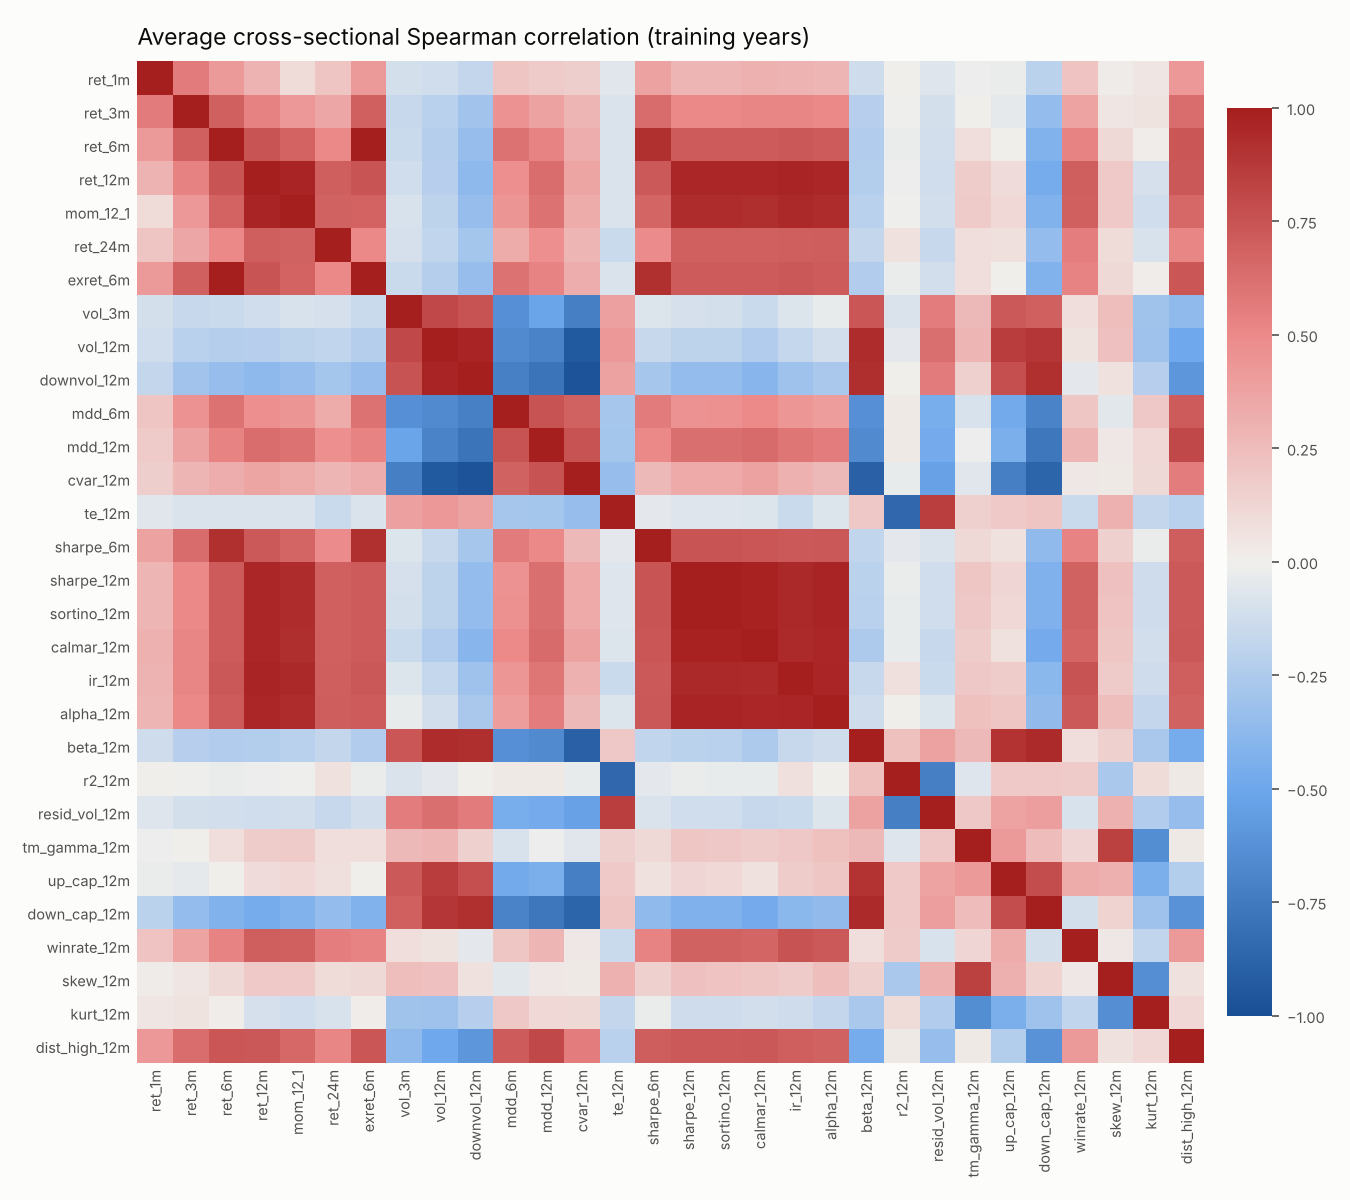 Average cross-sectional Spearman correlation (training years)
ret_1m
ret_3m
ret_6m
ret_12m
mom_12_1
ret_24m
exret_6m
vol_3m
vol_12m
downvol_12m
mdd_6m
mdd_12m
cvar_12m
te_12m
sharpe_6m
sharpe_12m
sortino_12m
calmar_12m
ir_12m
alpha_12m
beta_12m
r2_12m
resid_vol_12m
tm_gamma_12m
up_cap_12m
down_cap_12m
winrate_12m
skew_12m
kurt_12m
dist_high_12m
ret_1m
ret_3m
ret_6m
ret_12m
mom_12_1
ret_24m
exret_6m
vol_3m
vol_12m
downvol_12m
mdd_6m
mdd_12m
cvar_12m
te_12m
sharpe_6m
sharpe_12m
sortino_12m
calmar_12m
ir_12m
alpha_12m
beta_12m
r2_12m
resid_vol_12m
tm_gamma_12m
up_cap_12m
down_cap_12m
winrate_12m
skew_12m
kurt_12m
dist_high_12m
1.00
0.75
0.50
0.25
0.00
−0.25
−0.50
−0.75
−1.00